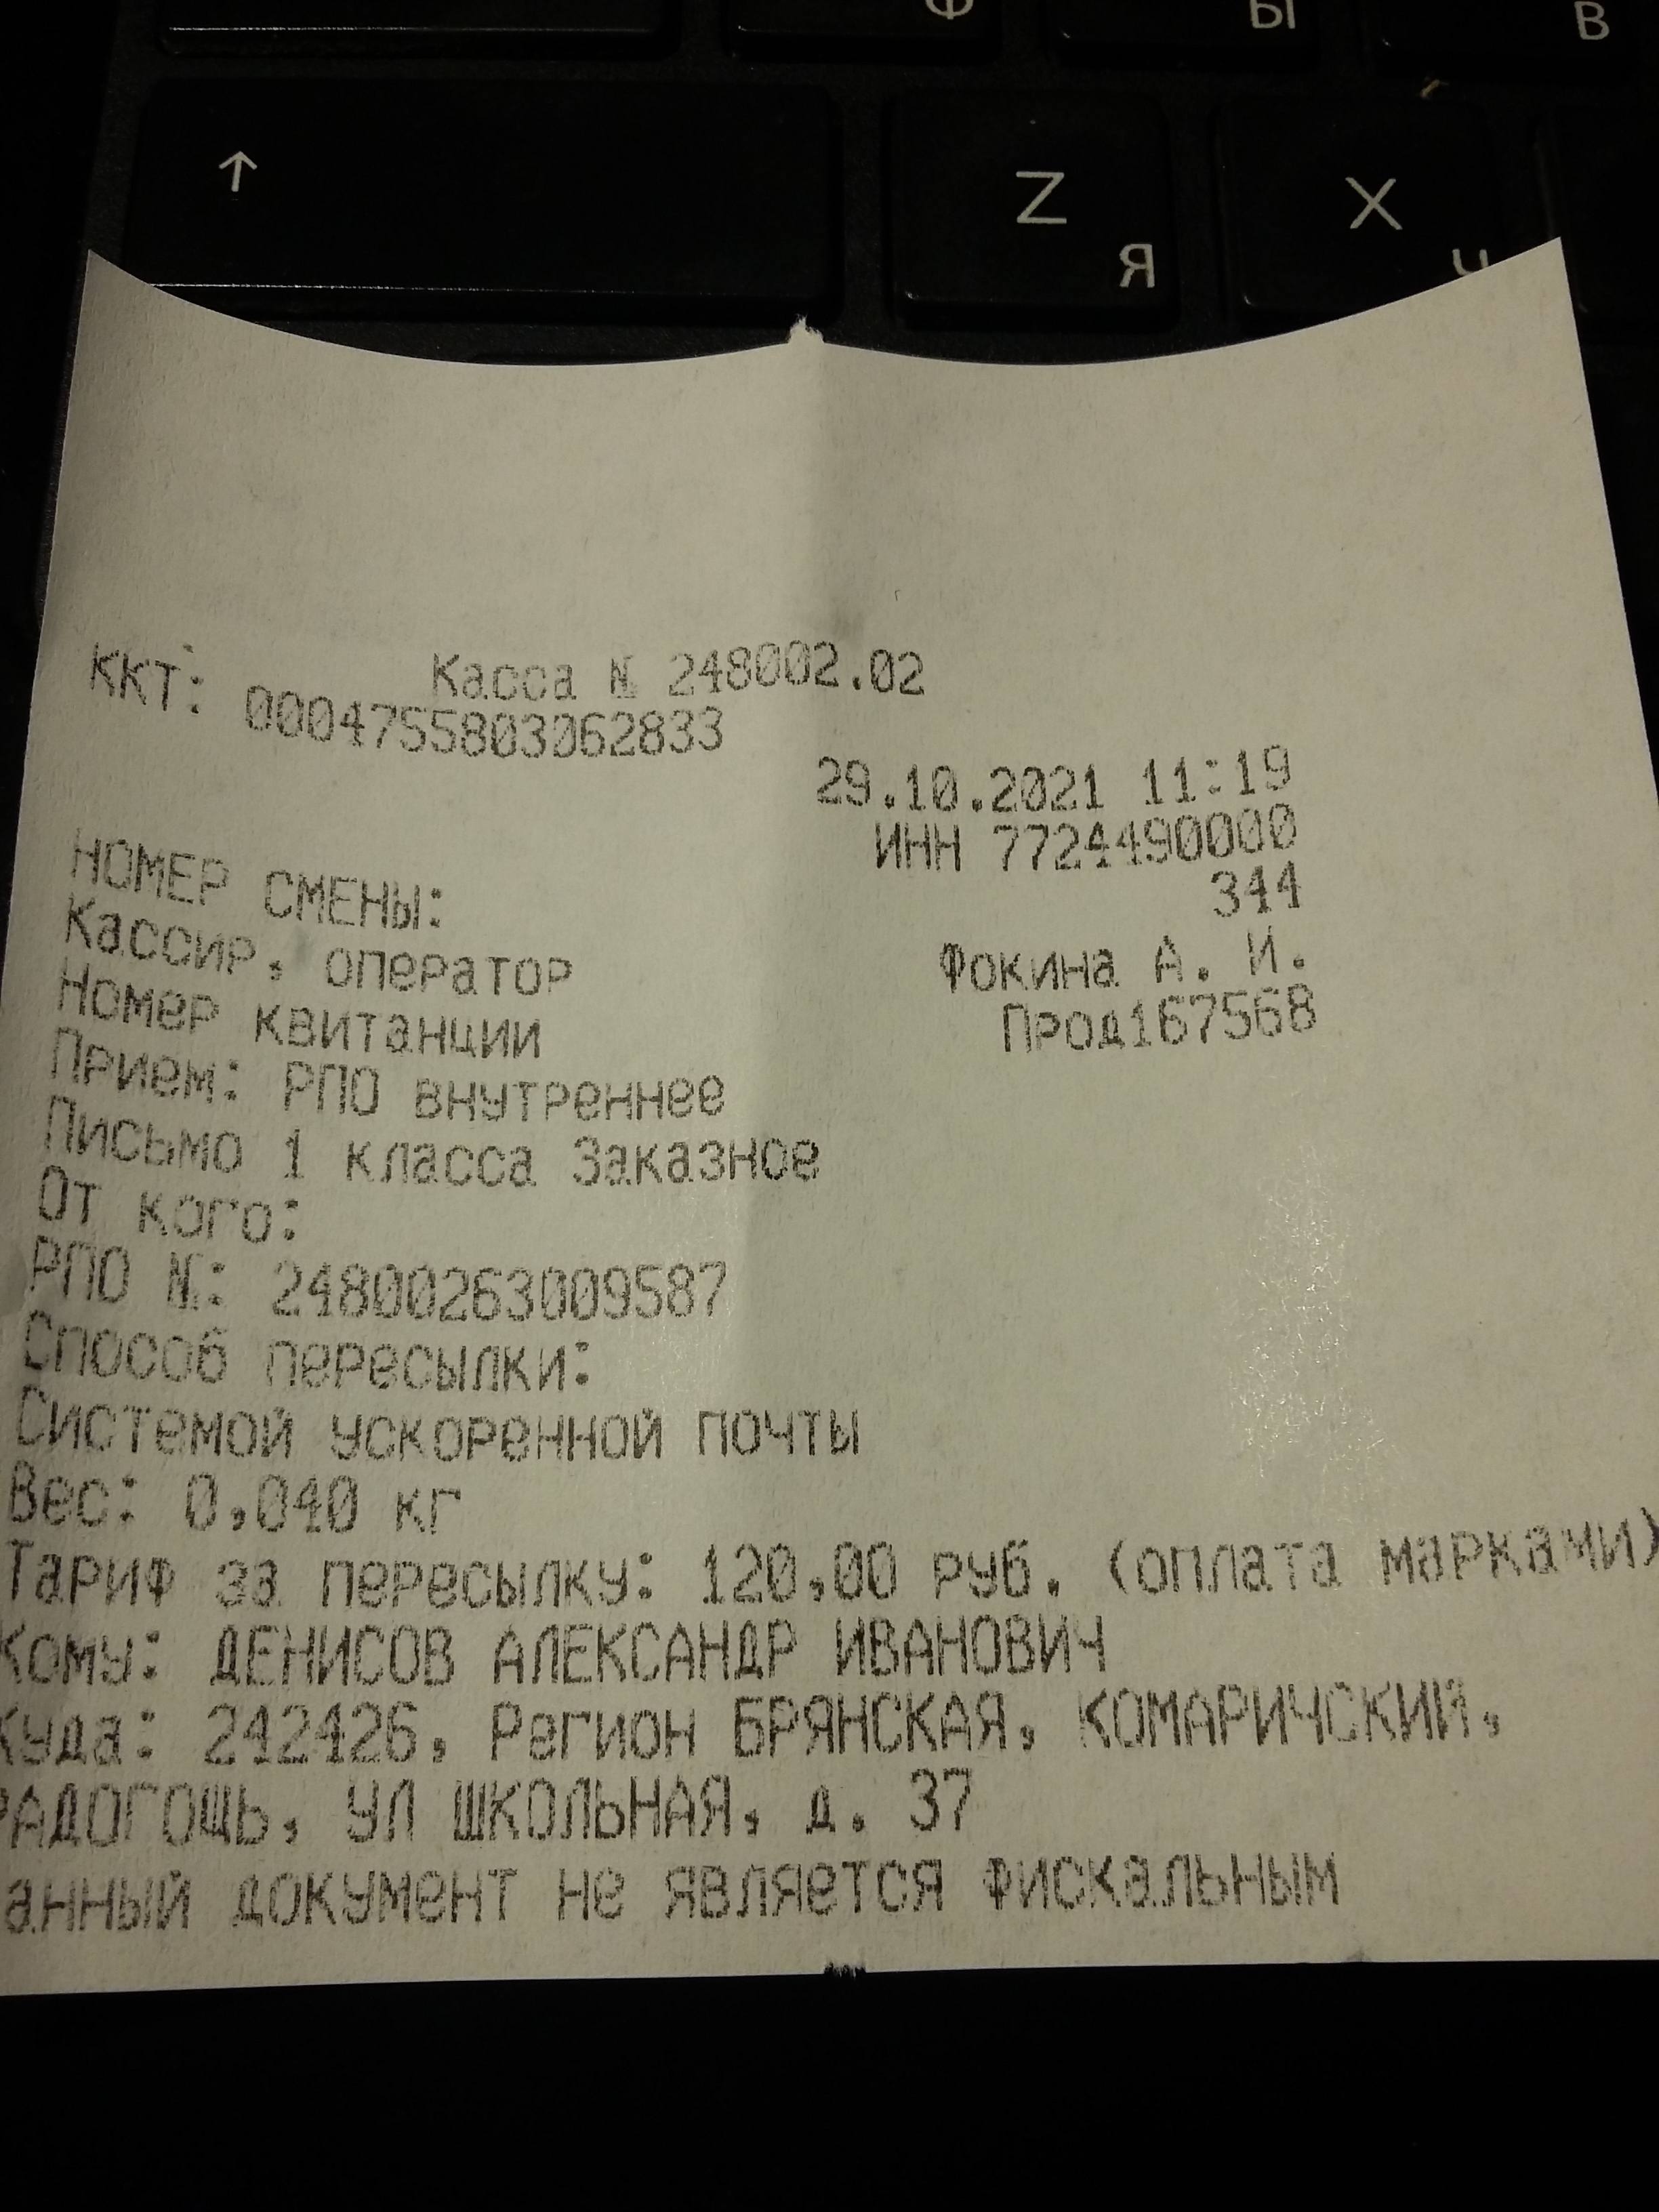 Ф Ы В
↑ Z Я X Ч
Касса № 248002.02
ККТ: 0004755803062833
29.10.2021 11:19
ИНН 7724490000
НОМЕР СМЕНЫ: 344
Кассир, оператор Фокина А. И.
Номер квитанции Прод167568
Прием: РПО внутреннее
Письмо 1 класса Заказное
От кого:
РПО №: 24800263009587
Способ пересылки:
Системой ускоренной почты
Вес: 0,040 кг
Тариф за пересылку: 120,00 руб. (оплата марками)
Кому: ДЕНИСОВ АЛЕКСАНДР ИВАНОВИЧ
Куда: 242426, Регион БРЯНСКАЯ, КОМАРИЧСКИЙ,
РАДОГОЩЬ, УЛ ШКОЛЬНАЯ, д. 37
анный документ не является фискальным